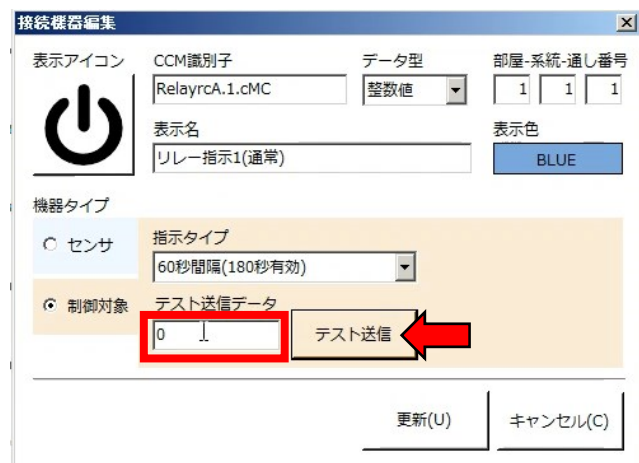 接続機器編集
表示アイコン
CCM識別子
データ型
部屋-系統-通し番号
RelayrcA.1.cMC
整数値
1
1
1
表示名
表示色
リレー指示1(通常)
BLUE
機器タイプ
センサ
指示タイプ
60秒間隔(180秒有効)
制御対象
テスト送信データ
0
テスト送信
更新(U)
キャンセル(C)